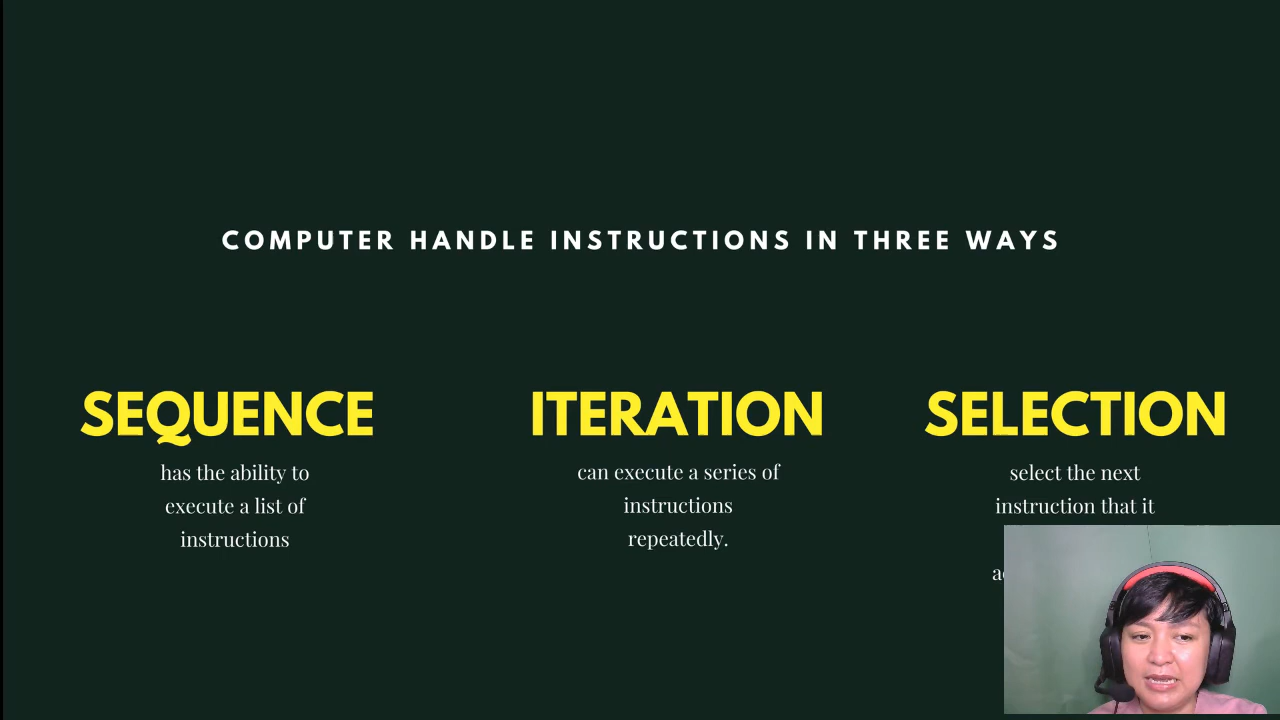 COMPUTER HANDLE INSTRUCTIONS IN THREE WAYS
SEQUENCE
has the ability to
execute a list of
instructions
ITERATION
can execute a series of
instructions
repeatedly.
SELECTION
select the next
instruction that it